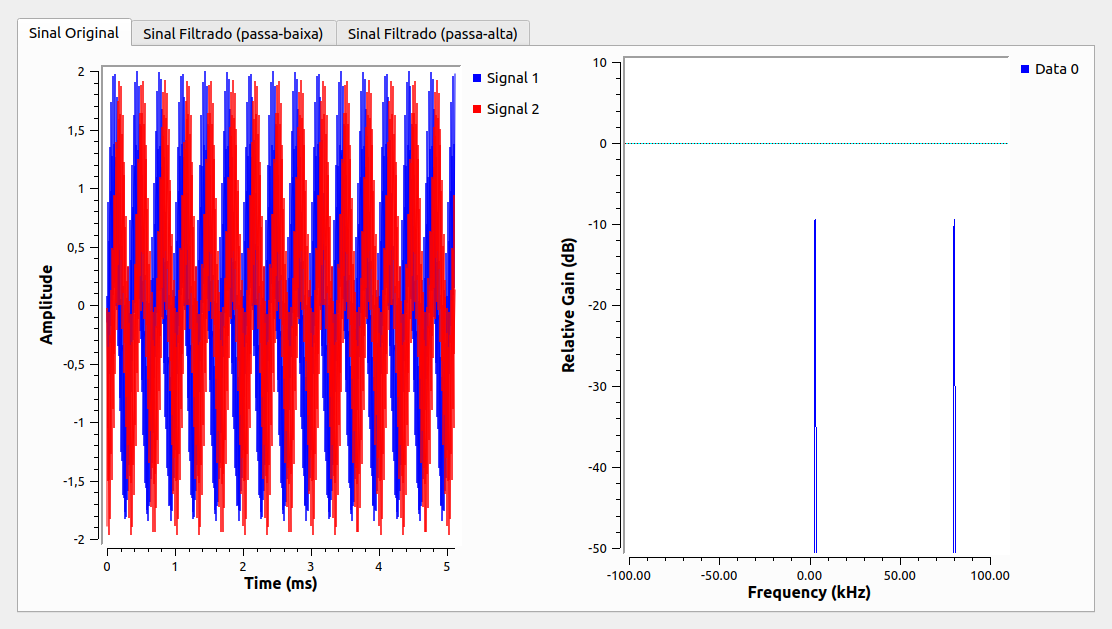 Sinal Original
Sinal Filtrado (passa-baixa)
Sinal Filtrado (passa-alta)
2
1,5
1
0,5
0
-0,5
-1
-1,5
-2
Amplitude
0
1
2
3
4
5
Time (ms)
Signal 1
Signal 2
10
0
-10
-20
-30
-40
-50
Relative Gain (dB)
-100.00
-50.00
0.00
50.00
100.00
Frequency (kHz)
Data 0